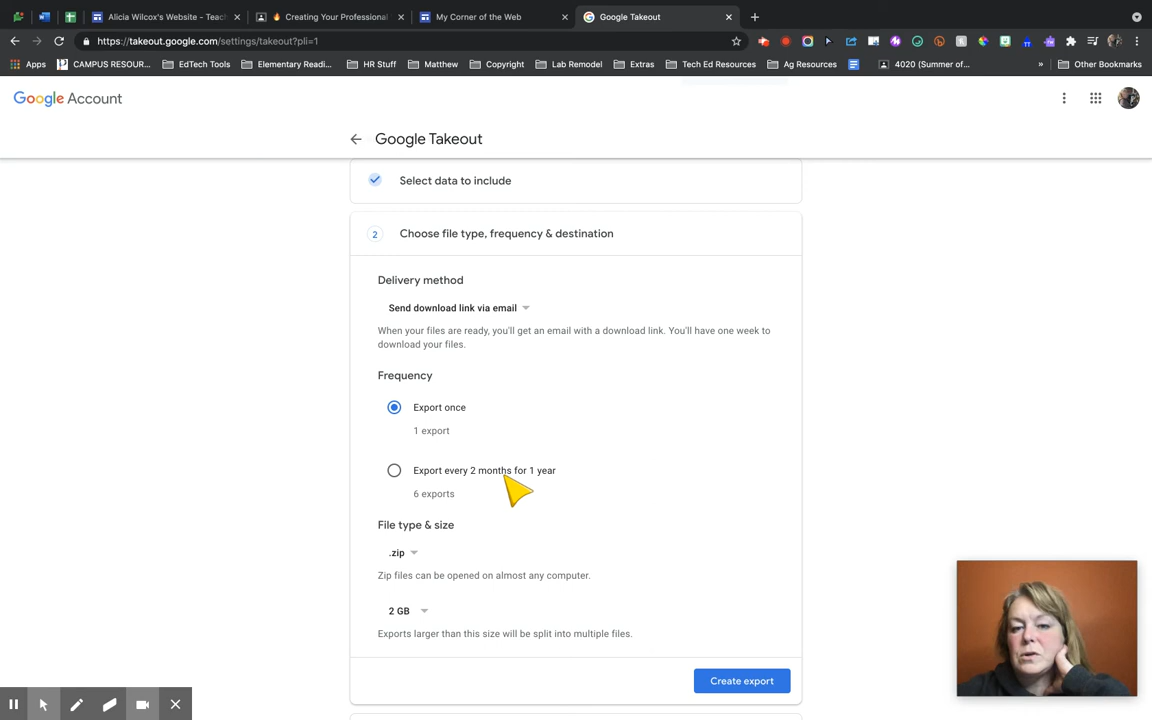 Alicia Wilcox's Website - Teac
Creating Your Professional
My Corner of the Web
Google Takeout
https://takeout.google.com/settings/takeout?pli=1
Apps
CAMPUS RESOUR...
EdTech Tools
Elementary Readi...
HR Stuff
Matthew
Copyright
Lab Remodel
Extras
Tech Ed Resources
Ag Resources
4020 (Summer of...
»
Other Bookmarks
Google Account
Google Takeout
Select data to include
2
Choose file type, frequency & destination
Delivery method
Send download link via email
When your files are ready, you'll get an email with a download link. You'll have one week to
download your files.
Frequency
Export once
1 export
Export every 2 months for 1 year
6 exports
File type & size
.zip
Zip files can be opened on almost any computer.
2 GB
Exports larger than this size will be split into multiple files.
Create export